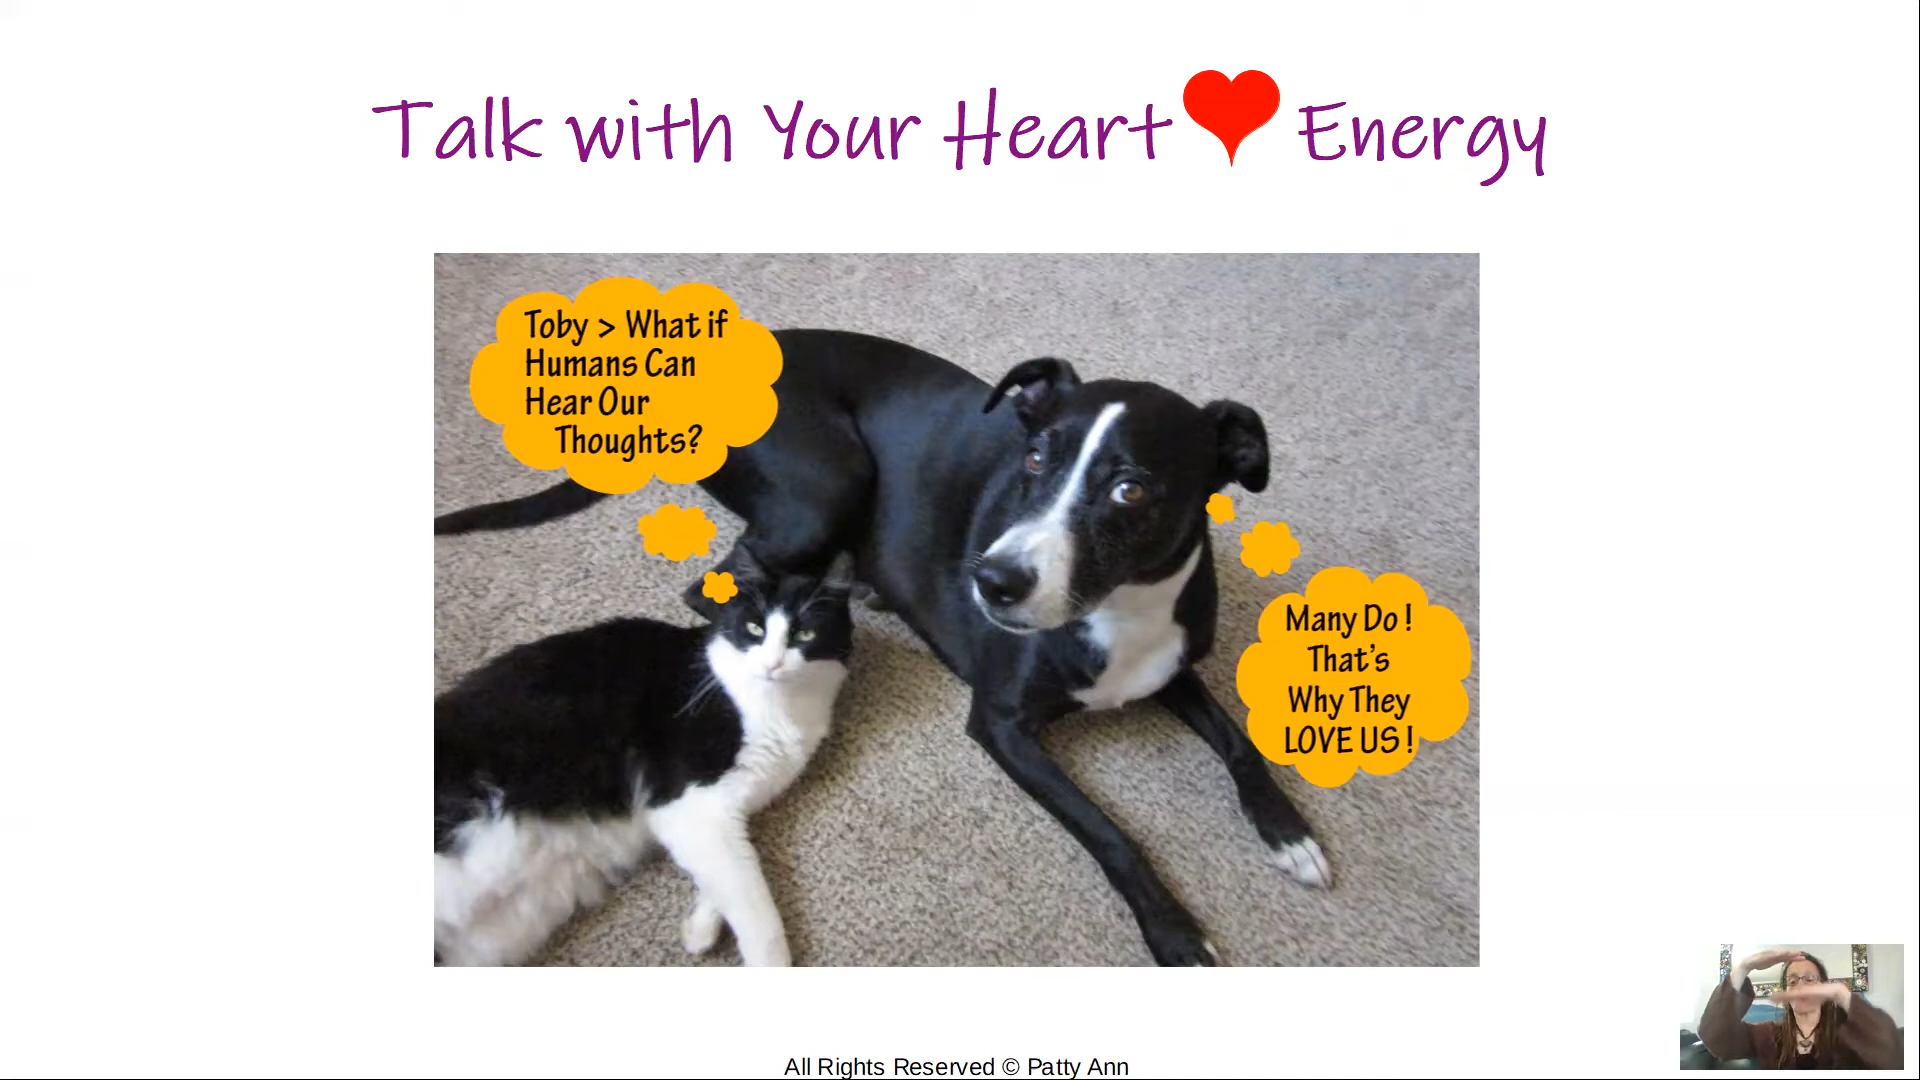 Talk with Your Heart Energy
Toby > What if
Humans Can
Hear Our
Thoughts?
Many Do !
That's
Why They
LOVE US !
All Rights Reserved © Patty Ann